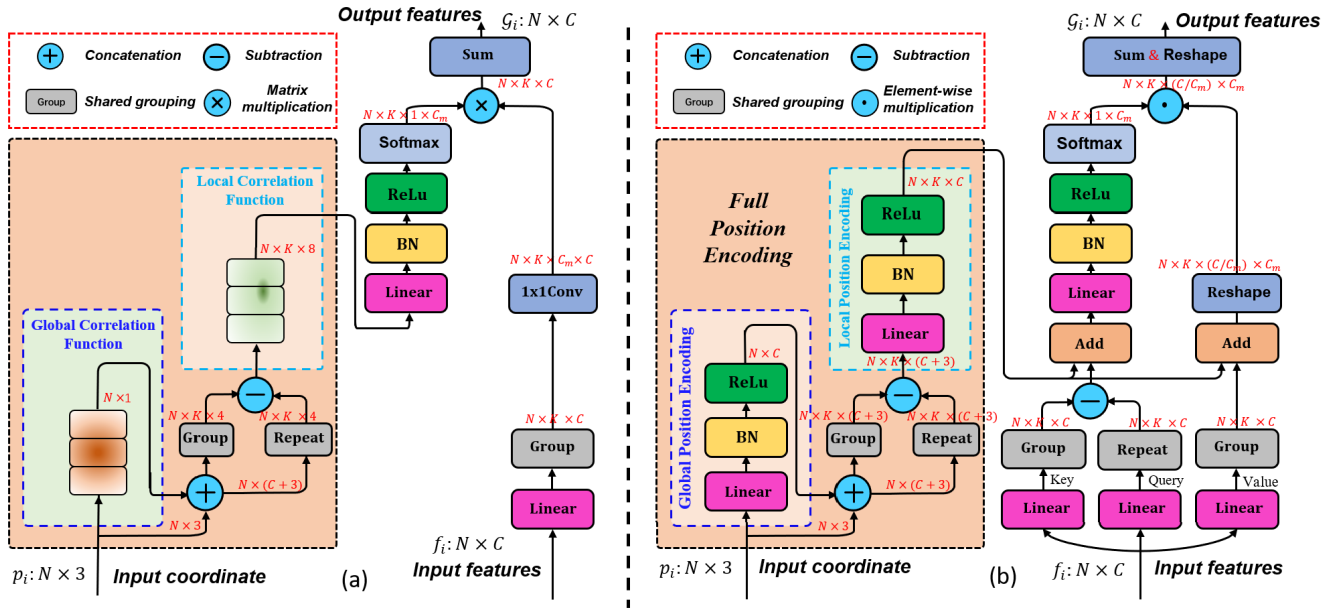 Output features
𝒢ᵢ: N × C
Sum
N × K × C
Concatenation
Subtraction
Group
Shared grouping
Matrix
multiplication
N × K × 1 × Cₘ
Softmax
ReLu
BN
Linear
N × K × Cₘ × C
1x1Conv
N × K × C
Group
Linear
fᵢ: N × C
Input features
Local Correlation
Function
N × K × 8
Global Correlation
Function
N × 1
N × K × 4
N × K × 4
Group
Repeat
N × (C + 3)
N × 3
pᵢ: N × 3
Input coordinate
(a)
𝒢ᵢ: N × C
Output features
Sum & Reshape
N × K × (C/Cₘ) × Cₘ
Concatenation
Subtraction
Group
Shared grouping
Element-wise
multiplication
N × K × 1 × Cₘ
Softmax
ReLu
BN
Linear
Add
N × K × (C/Cₘ) × Cₘ
Reshape
Add
Full
Position
Encoding
Local Position Encoding
N × K × C
ReLu
BN
Linear
N × K × (C + 3)
Global Position Encoding
N × C
ReLu
BN
Linear
N × K × (C + 3)
N × K × (C + 3)
Group
Repeat
N × (C + 3)
N × 3
N × K × C
N × K × C
N × K × C
Group
Repeat
Group
Key
Query
Value
Linear
Linear
Linear
pᵢ: N × 3
Input coordinate
(b)
fᵢ: N × C
Input features